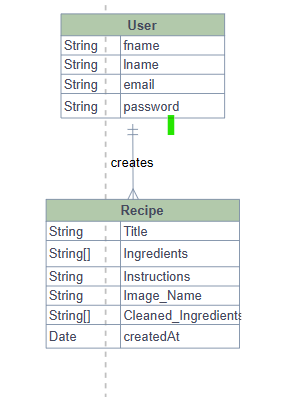 User
String fname
String lname
String email
String password
creates
Recipe
String Title
String[] Ingredients
String Instructions
String Image_Name
String[] Cleaned_Ingredients
Date createdAt